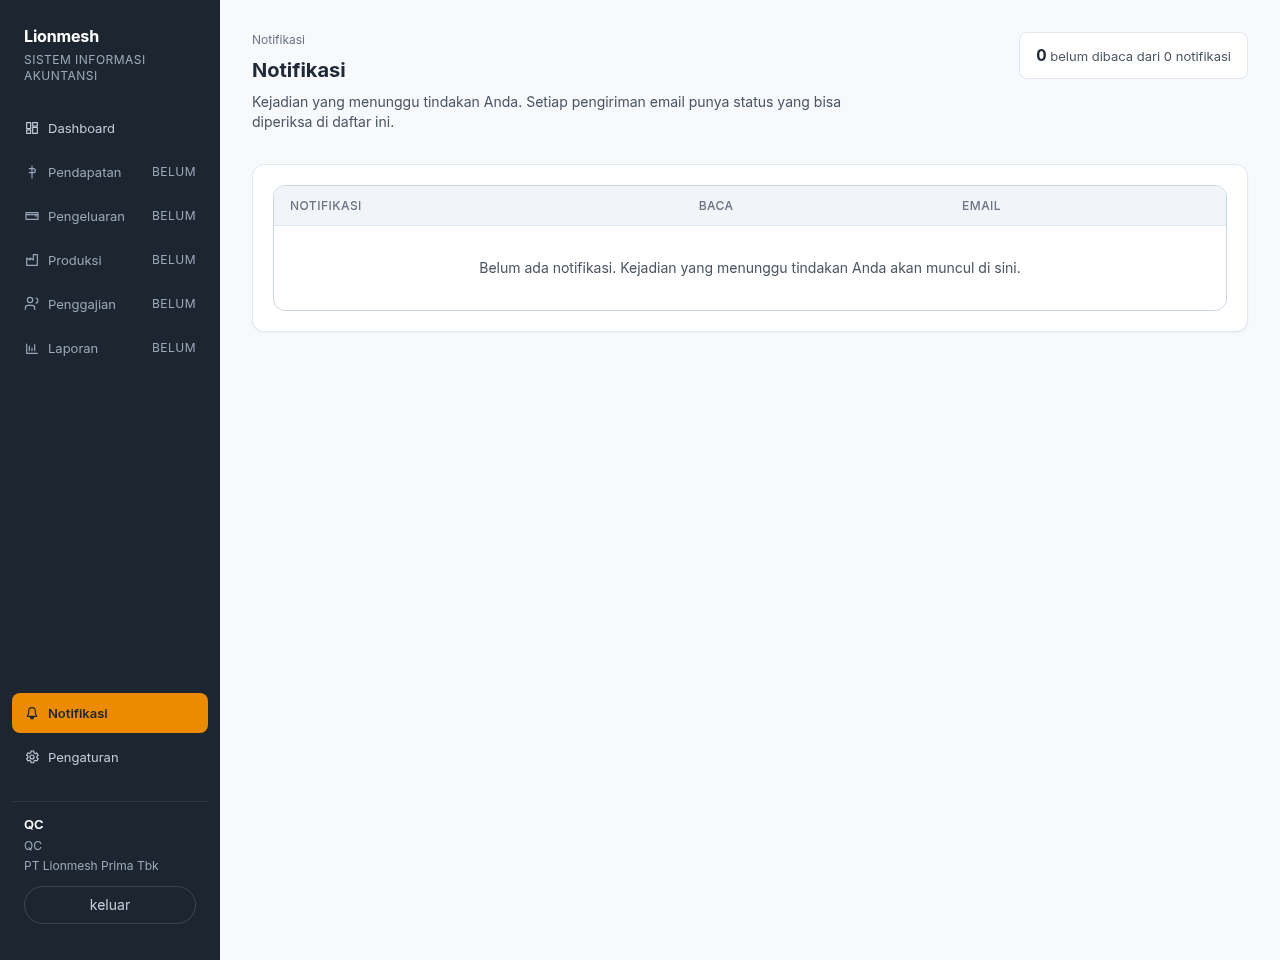 Lionmesh
SISTEM INFORMASI
AKUNTANSI
Dashboard
Pendapatan BELUM
Pengeluaran BELUM
Produksi BELUM
Penggajian BELUM
Laporan BELUM
Notifikasi
Pengaturan
QC
QC
PT Lionmesh Prima Tbk
keluar
Notifikasi
Notifikasi
Kejadian yang menunggu tindakan Anda. Setiap pengiriman email punya status yang bisa
diperiksa di daftar ini.
0 belum dibaca dari 0 notifikasi
NOTIFIKASI BACA EMAIL
Belum ada notifikasi. Kejadian yang menunggu tindakan Anda akan muncul di sini.